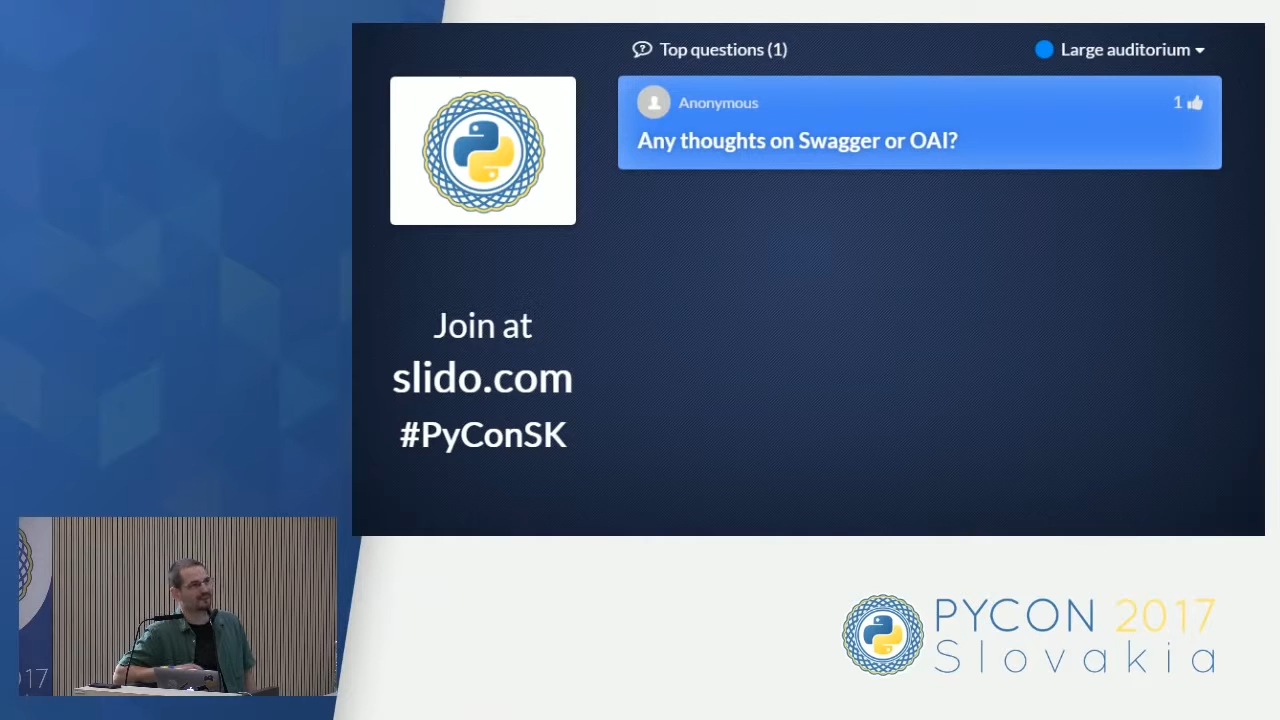 Top questions (1)
Large auditorium
Anonymous
1
Any thoughts on Swagger or OAI?
Join at
slido.com
#PyConSK
017
PYCON 2017
Slovakia